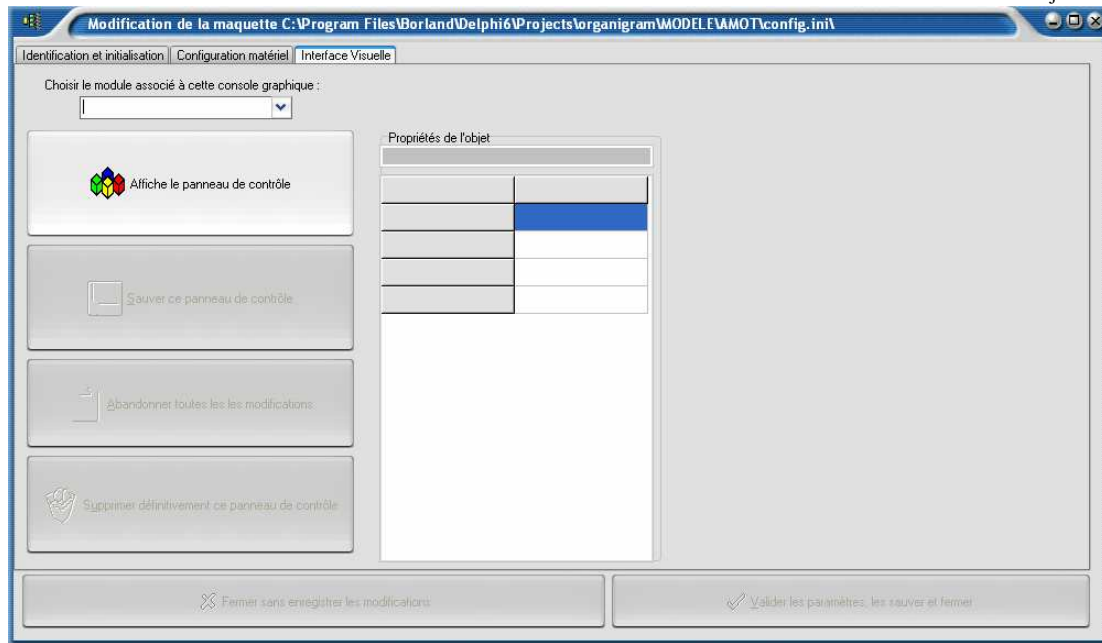 Modification de la maquette C:\Program Files\Borland\Delphi6\Projects\organigram\MODELE\AMOT\config.ini\
Identification et initialisation Configuration matériel Interface Visuelle
Choisir le module associé à cette console graphique :
Propriétés de l'objet
Affiche le panneau de contrôle
Sauver ce panneau de contrôle
Abandonner toutes les les modifications
Supprimer définitivement ce panneau de contrôle
Fermer sans enregistrer les modifications
Valider les paramètres, les sauver et fermer